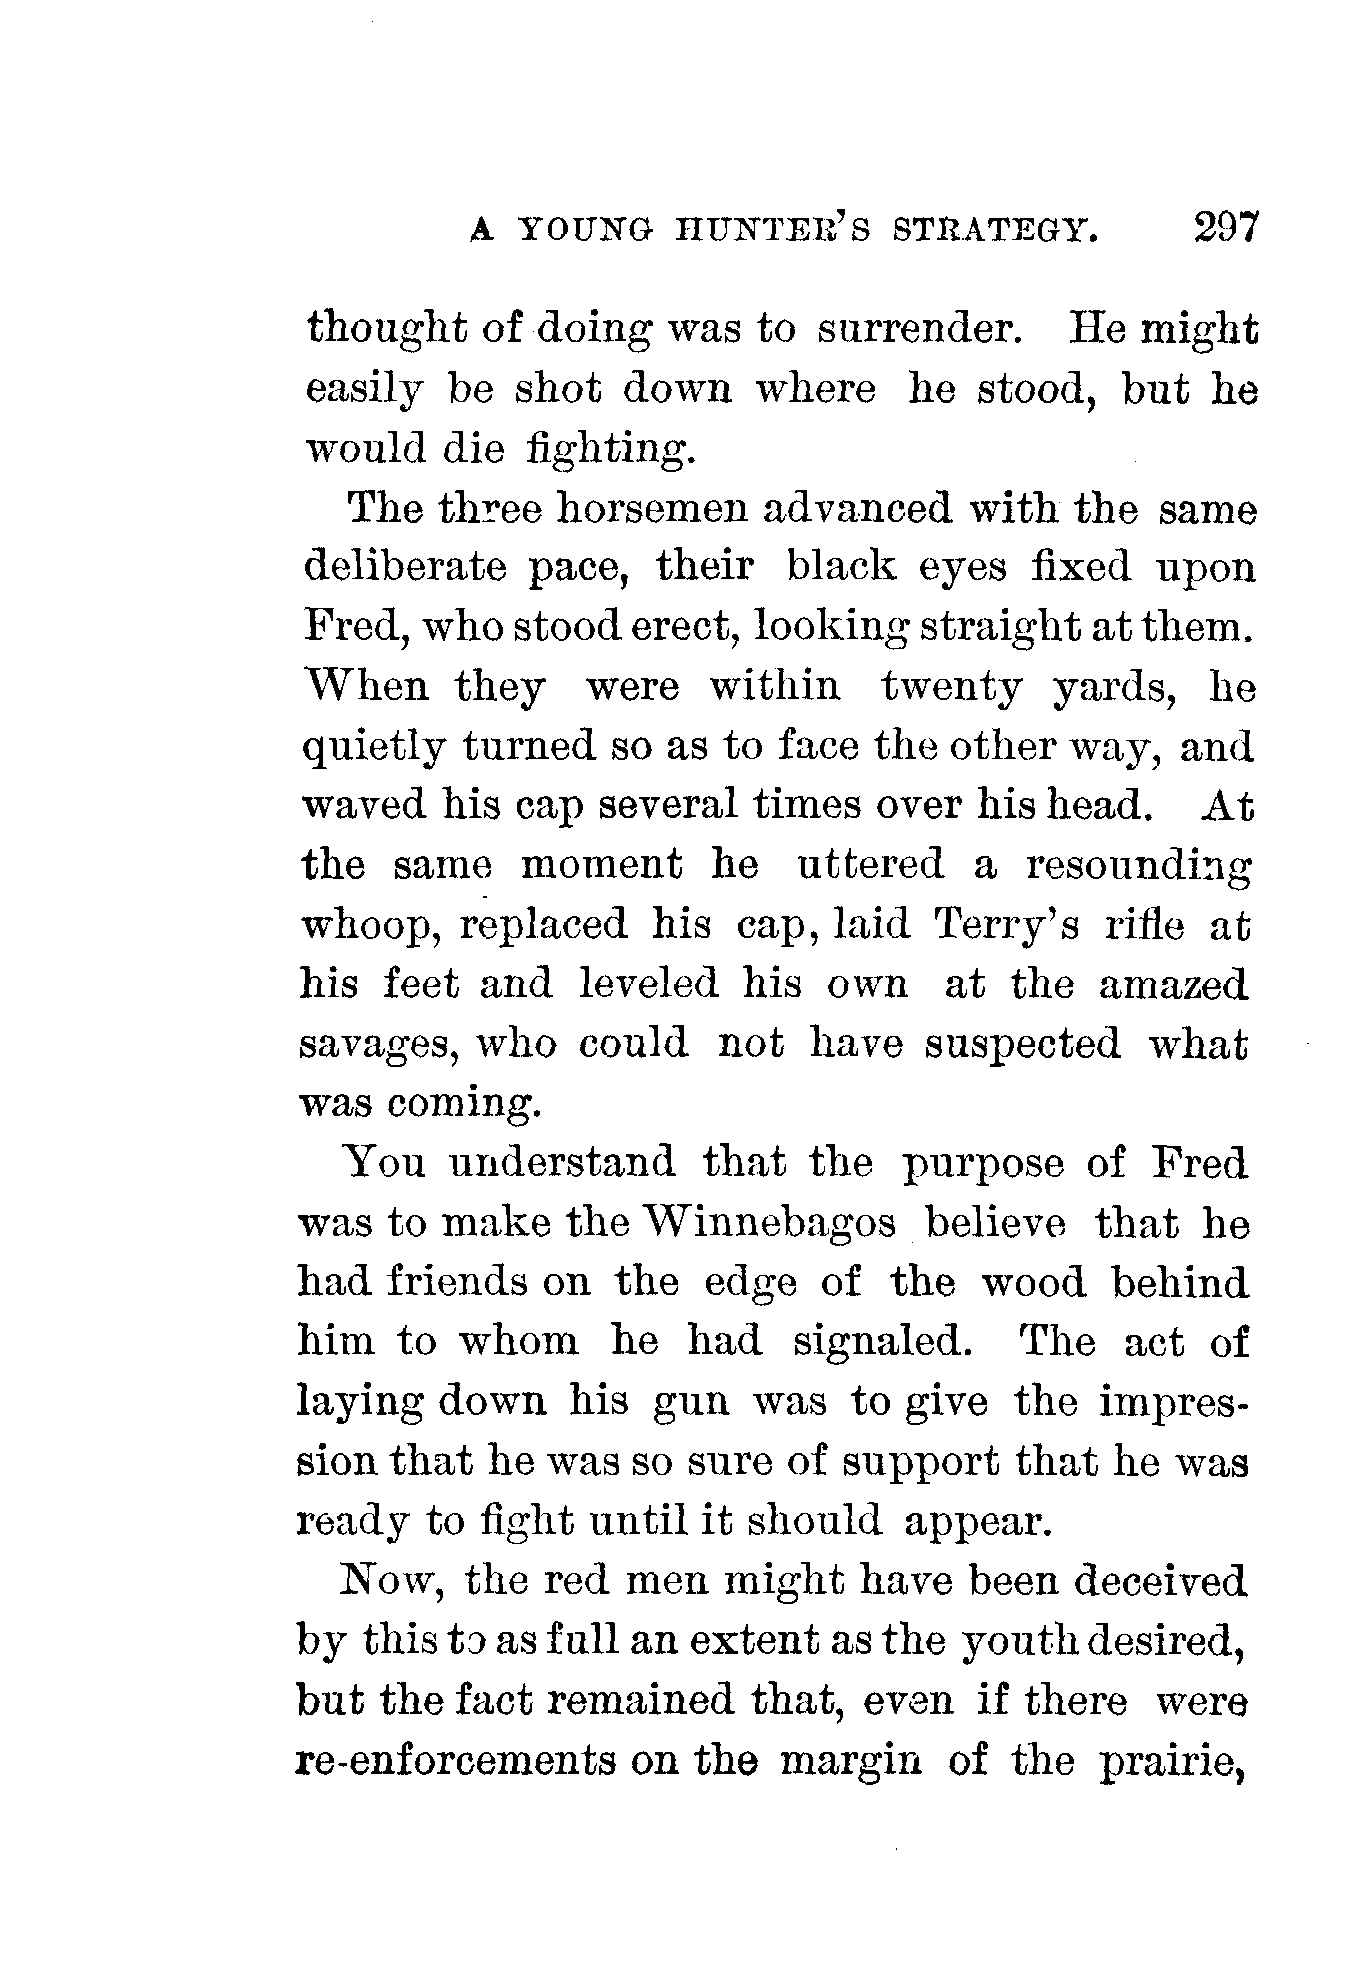 A YOUNG HUNTER'S STRATEGY. 297
thought of doing was to surrender. He might
easily be shot down where he stood, but he
would die fighting.
The three horsemen advanced with the same
deliberate pace, their black eyes fixed upon
Fred, who stood erect, looking straight at them.
When they were within twenty yards, he
quietly turned so as to face the other way, and
waved his cap several times over his head. At
the same moment he uttered a resounding
whoop, replaced his cap, laid Terry's rifle at
his feet and leveled his own at the amazed
savages, who could not have suspected what
was coming.
You understand that the purpose of Fred
was to make the Winnebagos believe that he
had friends on the edge of the wood behind
him to whom he had signaled. The act of
laying down his gun was to give the impres-
sion that he was so sure of support that he was
ready to fight until it should appear.
Now, the red men might have been deceived
by this to as full an extent as the youth desired,
but the fact remained that, even if there were
re-enforcements on the margin of the prairie,